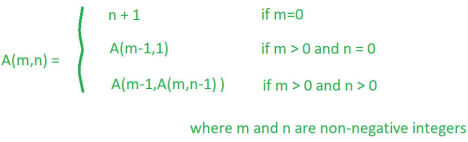 n + 1 if m=0
A(m,n) = A(m-1,1) if m > 0 and n = 0
A(m-1,A(m,n-1) ) if m > 0 and n > 0
where m and n are non-negative integers